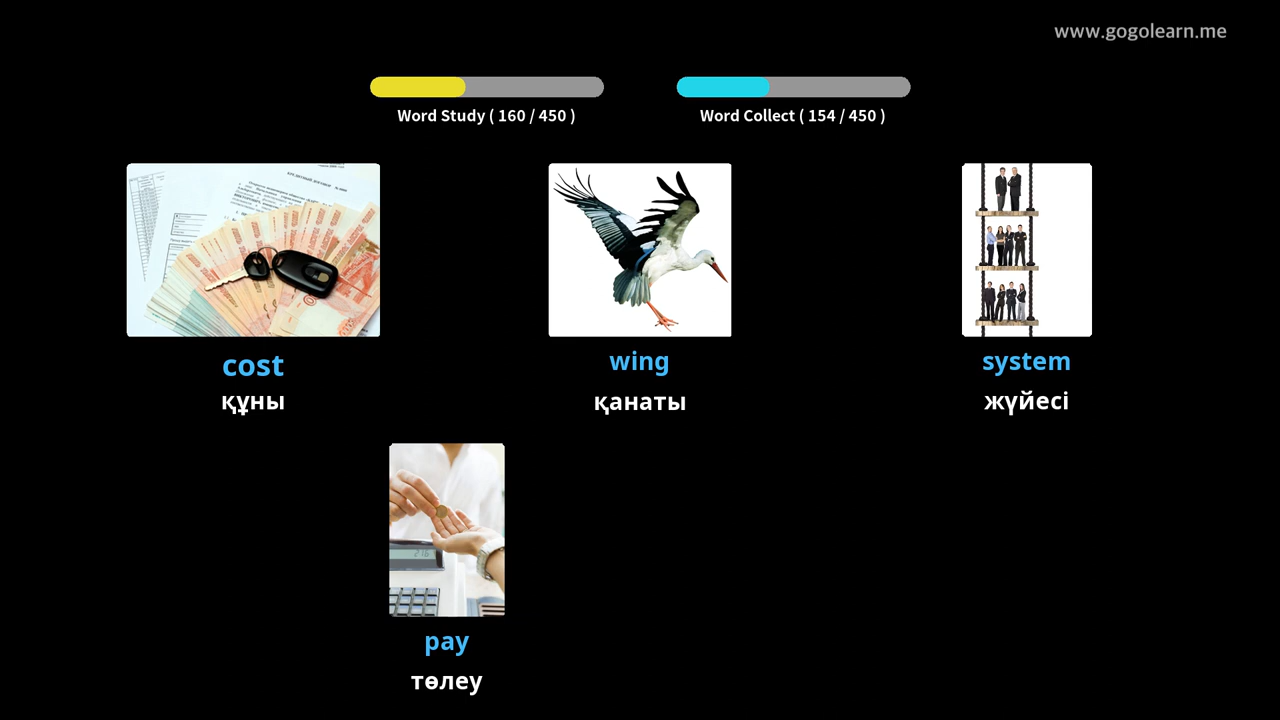 www.gogolearn.me
Word Study ( 160 / 450 )
Word Collect ( 154 / 450 )
cost
құны
wing
қанаты
system
жүйесі
pay
төлеу